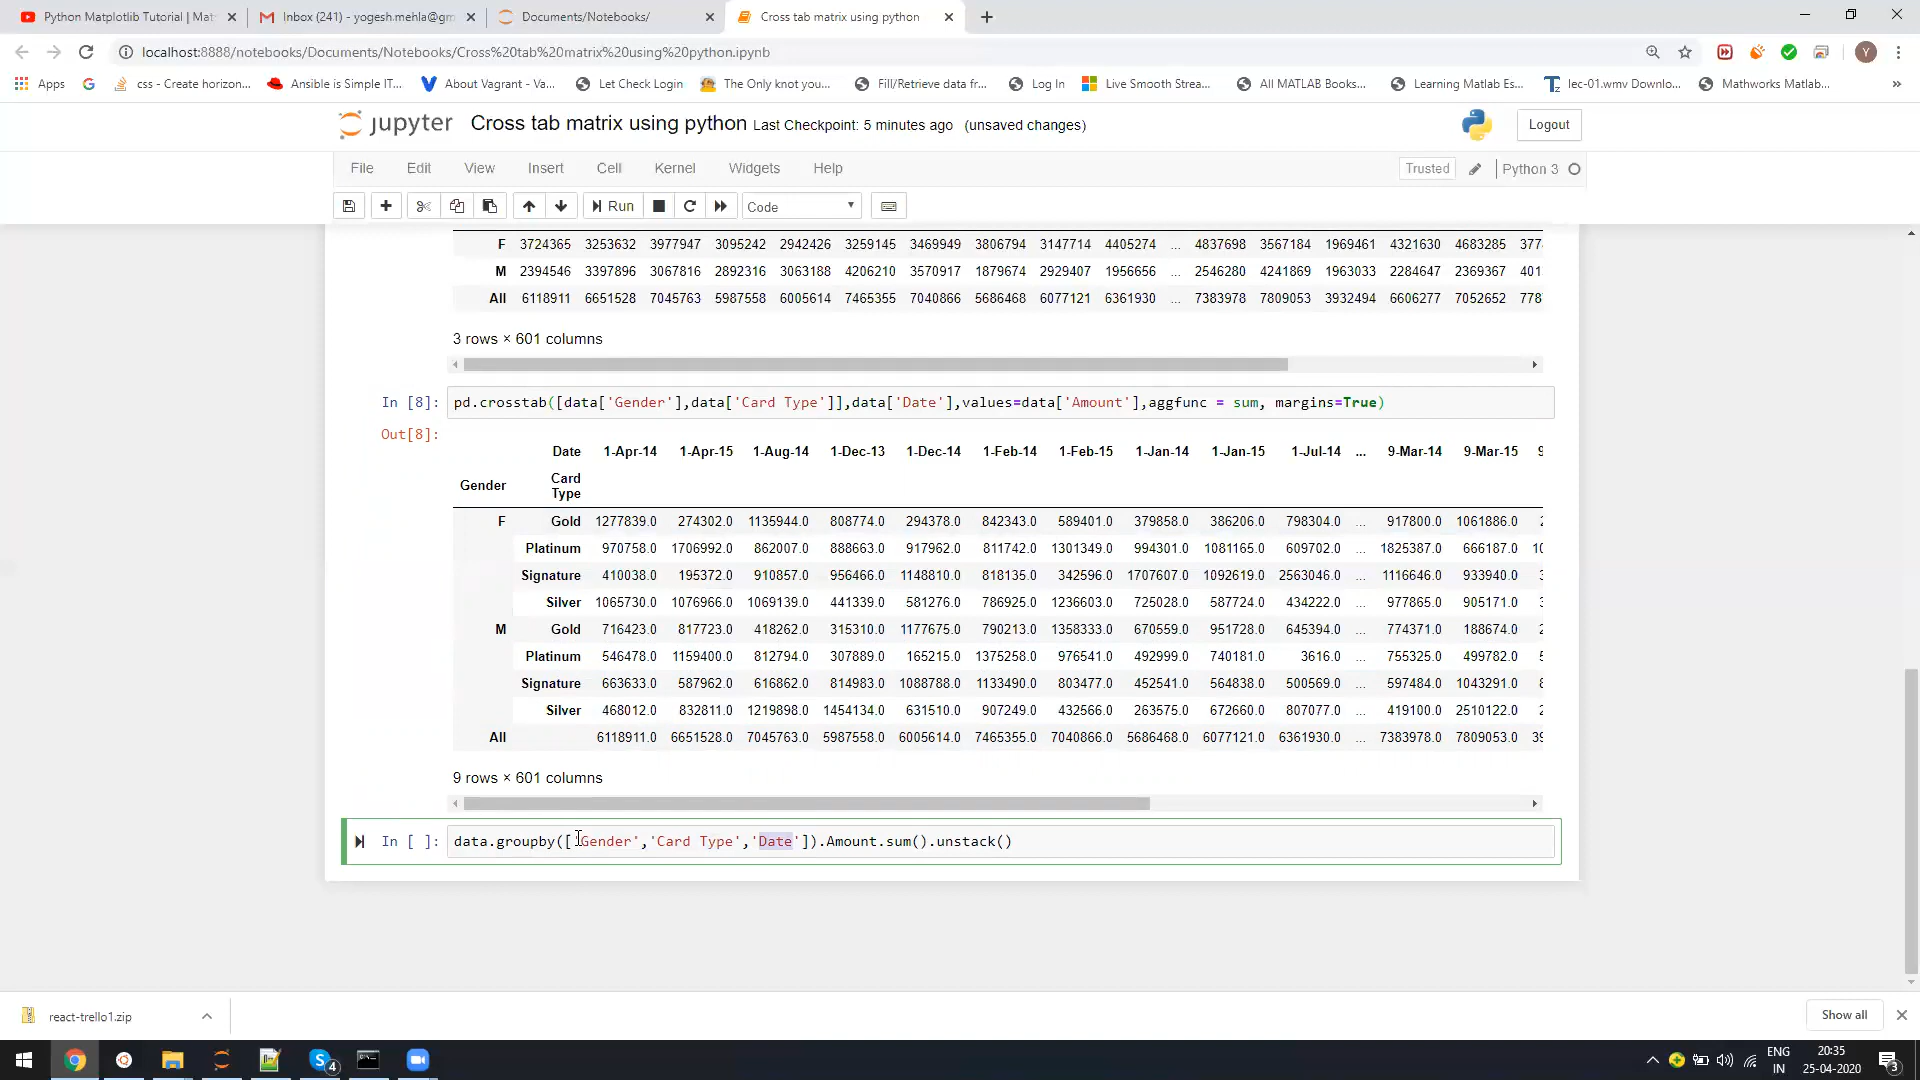 Python Matplotlib Tutorial | Mat
Inbox (241) - yogesh.mehla@gm
Documents/Notebooks/
Cross tab matrix using python
localhost:8888/notebooks/Documents/Notebooks/Cross%20tab%20matrix%20using%20python.ipynb
Y
Apps
css - Create horizon...
Ansible is Simple IT...
About Vagrant - Va...
Let Check Login
The Only knot you...
Fill/Retrieve data fr...
Log In
Live Smooth Strea...
All MATLAB Books...
Learning Matlab Es...
lec-01.wmv Downlo...
Mathworks Matlab...
»
jupyter Cross tab matrix using python Last Checkpoint: 5 minutes ago (unsaved changes)
Logout
File Edit View Insert Cell Kernel Widgets Help
Trusted
Python 3
Run
Code
F 3724365 3253632 3977947 3095242 2942426 3259145 3469949 3806794 3147714 4405274 ... 4837698 3567184 1969461 4321630 4683285 377
M 2394546 3397896 3067816 2892316 3063188 4206210 3570917 1879674 2929407 1956656 ... 2546280 4241869 1963033 2284647 2369367 401
All 6118911 6651528 7045763 5987558 6005614 7465355 7040866 5686468 6077121 6361930 ... 7383978 7809053 3932494 6606277 7052652 778
3 rows × 601 columns
In [8]: pd.crosstab([data['Gender'],data['Card Type']],data['Date'],values=data['Amount'],aggfunc = sum, margins=True)
Out[8]:
Date 1-Apr-14 1-Apr-15 1-Aug-14 1-Dec-13 1-Dec-14 1-Feb-14 1-Feb-15 1-Jan-14 1-Jan-15 1-Jul-14 ... 9-Mar-14 9-Mar-15 9
Gender Card Type
F Gold 1277839.0 274302.0 1135944.0 808774.0 294378.0 842343.0 589401.0 379858.0 386206.0 798304.0 ... 917800.0 1061886.0 2
Platinum 970758.0 1706992.0 862007.0 888663.0 917962.0 811742.0 1301349.0 994301.0 1081165.0 609702.0 ... 1825387.0 666187.0 10
Signature 410038.0 195372.0 910857.0 956466.0 1148810.0 818135.0 342596.0 1707607.0 1092619.0 2563046.0 ... 1116646.0 933940.0 3
Silver 1065730.0 1076966.0 1069139.0 441339.0 581276.0 786925.0 1236603.0 725028.0 587724.0 434222.0 ... 977865.0 905171.0 3
M Gold 716423.0 817723.0 418262.0 315310.0 1177675.0 790213.0 1358333.0 670559.0 951728.0 645394.0 ... 774371.0 188674.0 2
Platinum 546478.0 1159400.0 812794.0 307889.0 165215.0 1375258.0 976541.0 492999.0 740181.0 3616.0 ... 755325.0 499782.0 5
Signature 663633.0 587962.0 616862.0 814983.0 1088788.0 1133490.0 803477.0 452541.0 564838.0 500569.0 ... 597484.0 1043291.0 8
Silver 468012.0 832811.0 1219898.0 1454134.0 631510.0 907249.0 432566.0 263575.0 672660.0 807077.0 ... 419100.0 2510122.0 2
All 6118911.0 6651528.0 7045763.0 5987558.0 6005614.0 7465355.0 7040866.0 5686468.0 6077121.0 6361930.0 ... 7383978.0 7809053.0 39
9 rows × 601 columns
In [ ]: data.groupby(['Gender','Card Type','Date']).Amount.sum().unstack()
react-trello1.zip
Show all
4
ENG
IN
20:35
25-04-2020
3